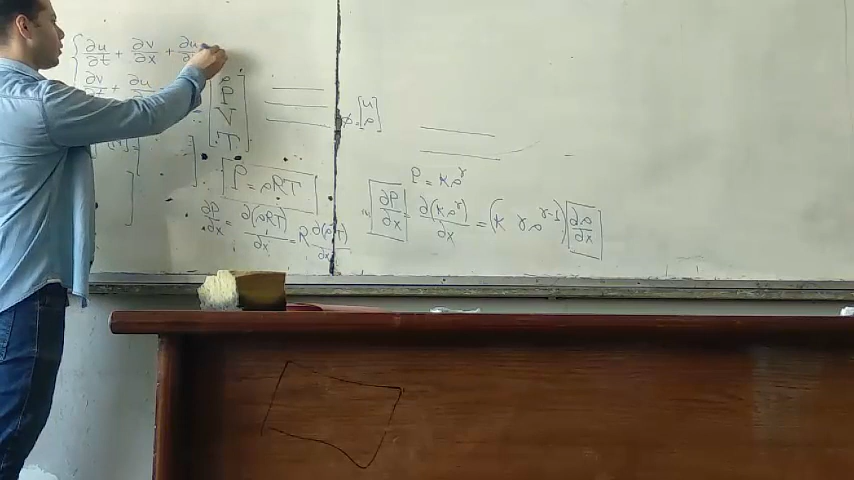 ∂u/∂t + ∂v/∂x + ∂u
∂v/∂t + ∂u
[ρ P V T]
φ = [u ρ]
P = ρRT
∂P/∂x = ∂(ρRT)/∂x = R ∂(ρT)/∂x
P = Kρ^γ
∂P/∂x = ∂(Kρ^γ)/∂x = (K γ ρ^γ-1) ∂ρ/∂x